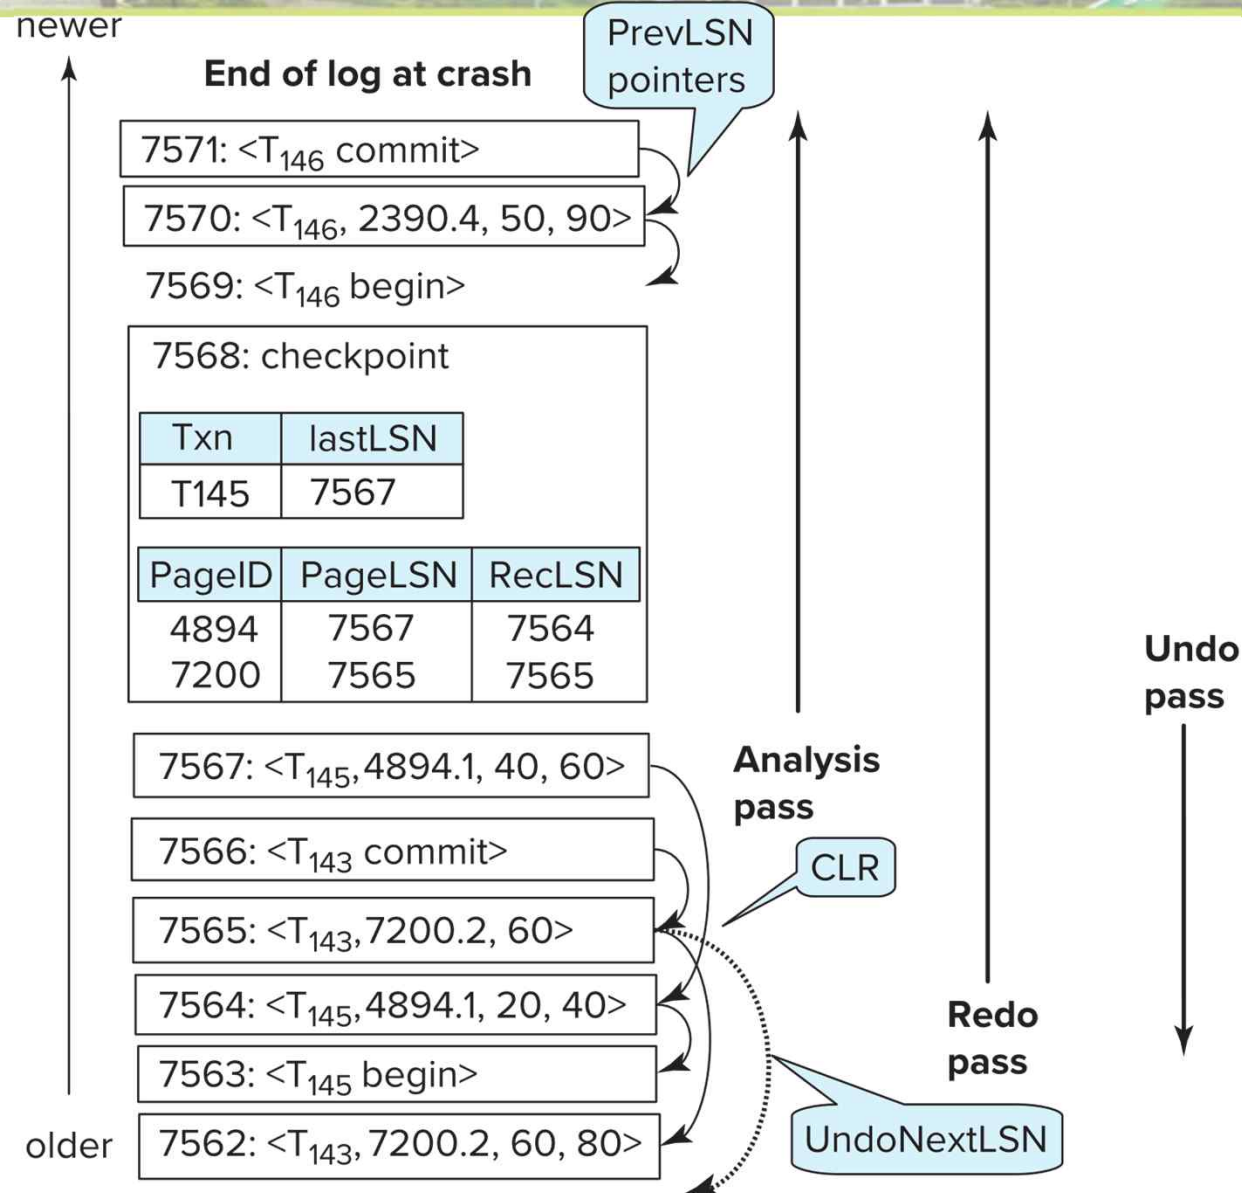 newer
PrevLSN
pointers
End of log at crash
7571: <T146 commit>
7570: <T146, 2390.4, 50, 90>
7569: <T146 begin>
7568: checkpoint
Txn lastLSN
T145 7567
PageID PageLSN RecLSN
4894 7567 7564
7200 7565 7565
Undo
pass
7567: <T145,4894.1, 40, 60>
Analysis
pass
7566: <T143 commit>
CLR
7565: <T143,7200.2, 60>
7564: <T145,4894.1, 20, 40>
Redo
pass
7563: <T145 begin>
older
7562: <T143,7200.2, 60, 80>
UndoNextLSN